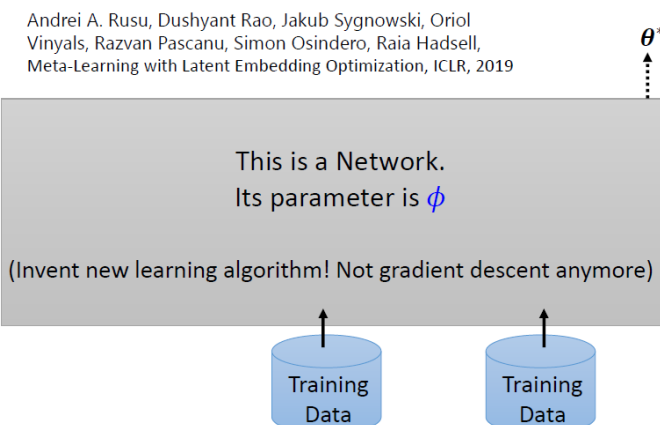 Andrei A. Rusu, Dushyant Rao, Jakub Sygnowski, Oriol
Vinyals, Razvan Pascanu, Simon Osindero, Raia Hadsell,
Meta-Learning with Latent Embedding Optimization, ICLR, 2019
θ*
This is a Network.
Its parameter is ϕ
(Invent new learning algorithm! Not gradient descent anymore)
Training
Data
Training
Data